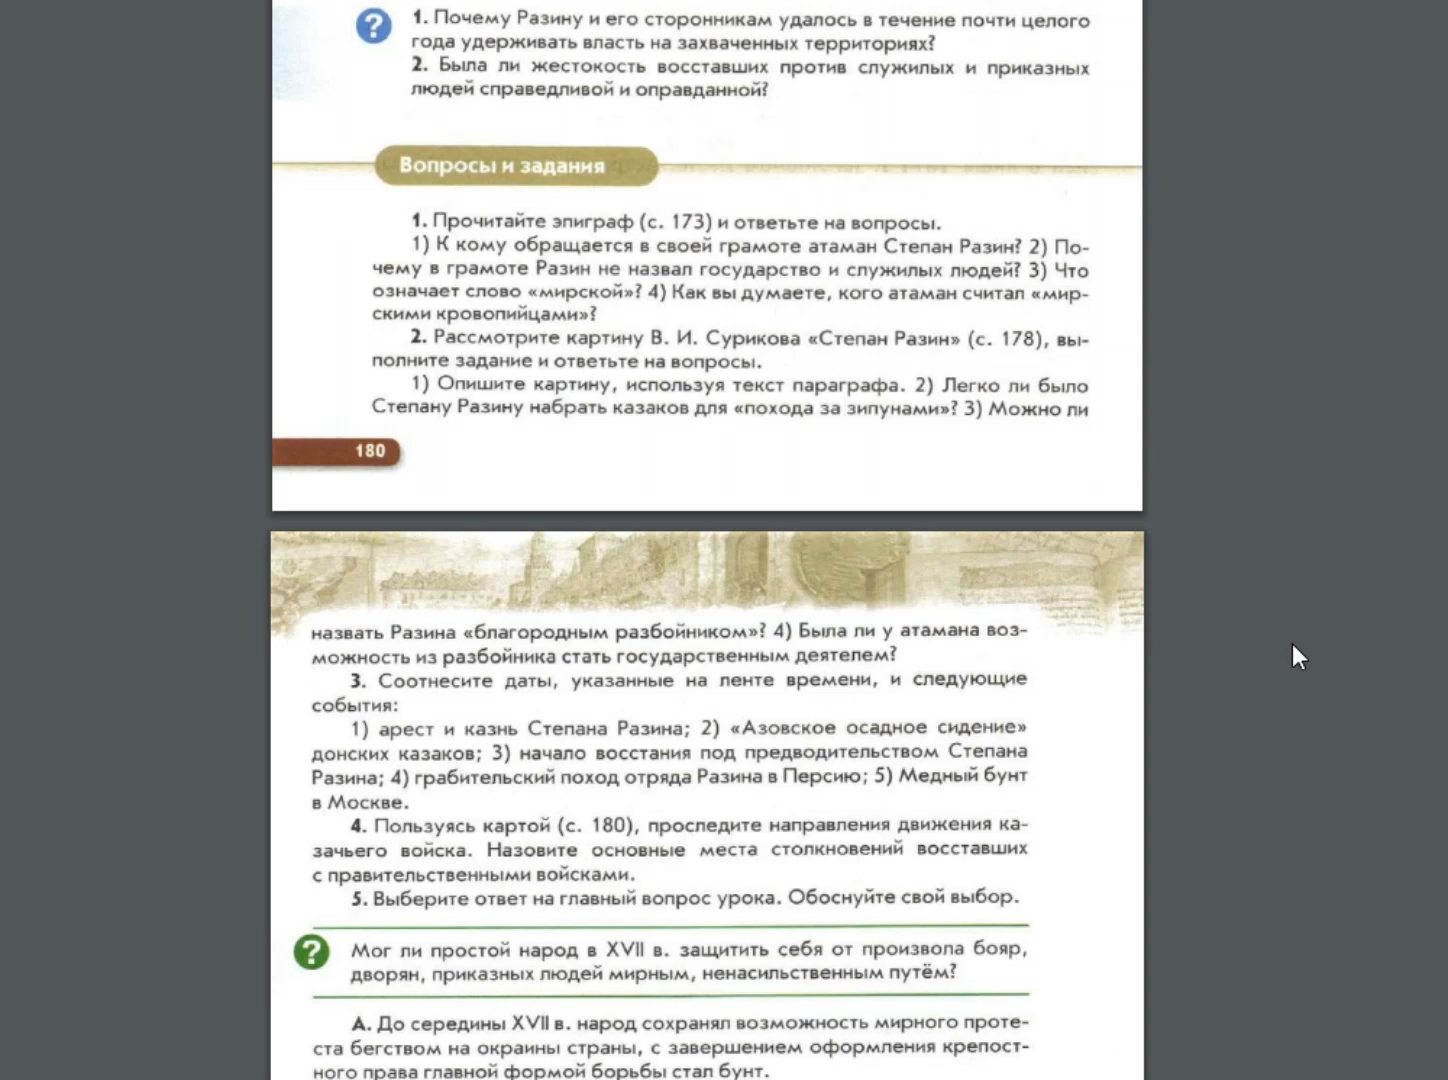 1. Почему Разину и его сторонникам удалось в течение почти целого
года удерживать власть на захваченных территориях?
2. Была ли жестокость восставших против служилых и приказных
людей справедливой и оправданной?
Вопросы и задания
1. Прочитайте эпиграф (с. 173) и ответьте на вопросы.
1) К кому обращается в своей грамоте атаман Степан Разин? 2) По-
чему в грамоте Разин не назвал государство и служилых людей? 3) Что
означает слово «мирской»? 4) Как вы думаете, кого атаман считал «мир-
скими кровопийцами»?
2. Рассмотрите картину В. И. Сурикова «Степан Разин» (с. 178), вы-
полните задание и ответьте на вопросы.
1) Опишите картину, используя текст параграфа. 2) Легко ли было
Степану Разину набрать казаков для «похода за зипунами»? 3) Можно ли
180
назвать Разина «благородным разбойником»? 4) Была ли у атамана воз-
можность из разбойника стать государственным деятелем?
3. Соотнесите даты, указанные на ленте времени, и следующие
события:
1) арест и казнь Степана Разина; 2) «Азовское осадное сидение»
донских казаков; 3) начало восстания под предводительством Степана
Разина; 4) грабительский поход отряда Разина в Персию; 5) Медный бунт
в Москве.
4. Пользуясь картой (с. 180), проследите направления движения ка-
зачьего войска. Назовите основные места столкновений восставших
с правительственными войсками.
5. Выберите ответ на главный вопрос урока. Обоснуйте свой выбор.
? Мог ли простой народ в XVII в. защитить себя от произвола бояр,
дворян, приказных людей мирным, ненасильственным путём?
А. До середины XVII в. народ сохранял возможность мирного проте-
ста бегством на окраины страны, с завершением оформления крепост-
ного права главной формой борьбы стал бунт.